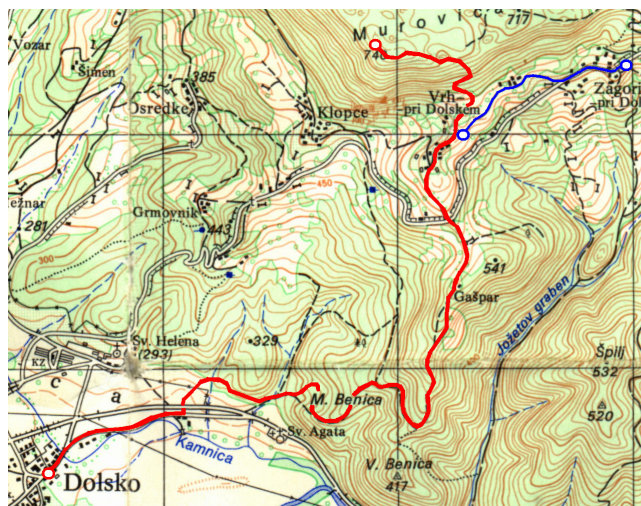 Murovica
717
740
Vozar
Šimen
385
Zagori
pri Dol
Osredke
Klopce
Vrh
pri Dolskem
450
Grmovnik
443
281
300
541
Gašpar
Jožetov graben
Sv. Helena
(293)
329
Špilj
532
KZ
c
a
M. Benica
520
Sv. Agata
Kamnica
V. Benica
417
Dolsko